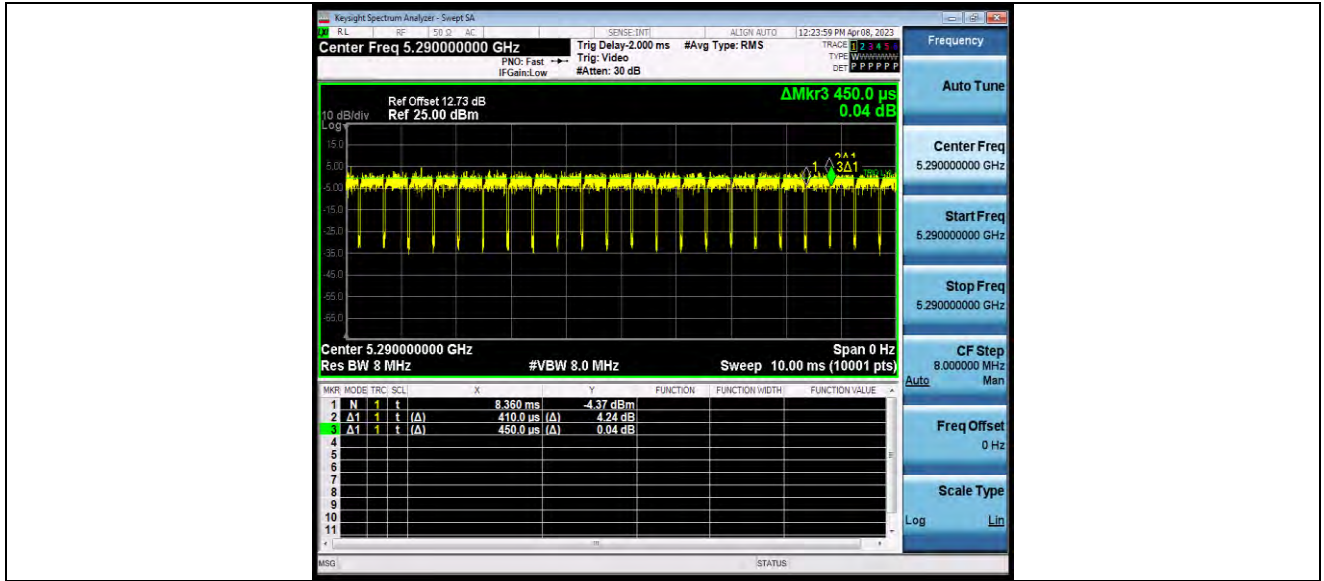 Keysight Spectrum Analyzer - Swept SA
RL RF 50 Ω AC SENSE:INT ALIGN AUTO 12:23:59 PM Apr 08, 2023
Center Freq 5.290000000 GHz
PNO: Fast
IFGain:Low
Trig Delay-2.000 ms
Trig: Video
#Atten: 30 dB
#Avg Type: RMS
TRACE 1 2 3 4 5 6
TYPE W
DET P P P P P P
Frequency
Auto Tune
Center Freq
5.290000000 GHz
Start Freq
5.290000000 GHz
Stop Freq
5.290000000 GHz
CF Step
8.000000 MHz
Auto Man
Freq Offset
0 Hz
Scale Type
Log Lin
ΔMkr3 450.0 µs
0.04 dB
Ref Offset 12.73 dB
10 dB/div Ref 25.00 dBm
Log
15.0
5.00
-5.00
-15.0
-25.0
-35.0
-45.0
-55.0
-65.0
1
3Δ1
Center 5.290000000 GHz Span 0 Hz
Res BW 8 MHz #VBW 8.0 MHz Sweep 10.00 ms (10001 pts)
MKR MODE TRC SCL X Y FUNCTION FUNCTION WIDTH FUNCTION VALUE
1 N 1 t 8.360 ms -4.37 dBm
2 Δ1 1 t (Δ) 410.0 µs (Δ) 4.24 dB
3 Δ1 1 t (Δ) 450.0 µs (Δ) 0.04 dB
4
5
6
7
8
9
10
11
MSG STATUS